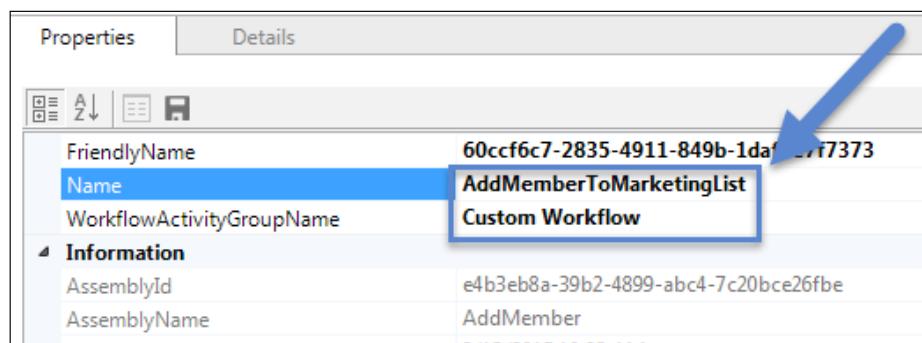 Properties Details
FriendlyName 60ccf6c7-2835-4911-849b-1daf
Name AddMemberToMarketingList
WorkflowActivityGroupName Custom Workflow
Information
AssemblyId e4b3eb8a-39b2-4899-abc4-7c20bce26fbe
AssemblyName AddMember